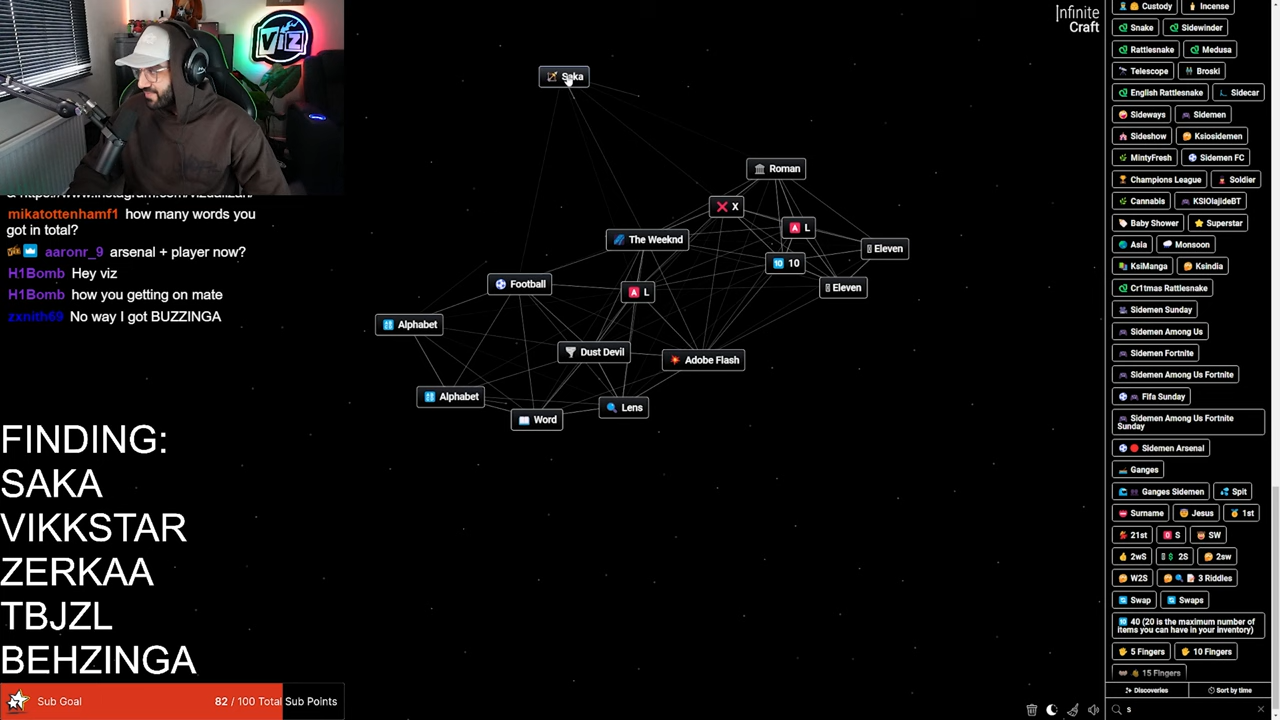 VIZ
mikatottenhamf1 how many words you
got in total?
aaronr_9 arsenal + player now?
H1Bomb Hey viz
H1Bomb how you getting on mate
zxnith69 No way I got BUZZINGA
FINDING:
SAKA
VIKKSTAR
ZERKAA
TBJZL
BEHZINGA
Sub Goal 82 / 100 Total Sub Points
Infinite
Craft
Saka
Roman
X
L
The Weeknd
Eleven
10
Football
L
Eleven
Alphabet
Dust Devil
Adobe Flash
Alphabet
Lens
Word
Custody Incense
Snake Sidewinder
Rattlesnake Medusa
Telescope Broski
English Rattlesnake Sidecar
Sideways Sidemen
Sideshow Ksiosidemen
MintyFresh Sidemen FC
Champions League Soldier
Cannabis KSIOlajideBT
Baby Shower Superstar
Asia Monsoon
KsiManga Ksindia
Cr1tmas Rattlesnake
Sidemen Sunday
Sidemen Among Us
Sidemen Fortnite
Sidemen Among Us Fortnite
Fifa Sunday
Sidemen Among Us Fortnite
Sunday
Sidemen Arsenal
Ganges
Ganges Sidemen Spit
Surname Jesus 1st
21st S SW
2wS 2S 2sw
W2S 3 Riddles
Swap Swaps
40 (20 is the maximum number of
items you can have in your inventory)
5 Fingers 10 Fingers
15 Fingers
Discoveries Sort by time
s